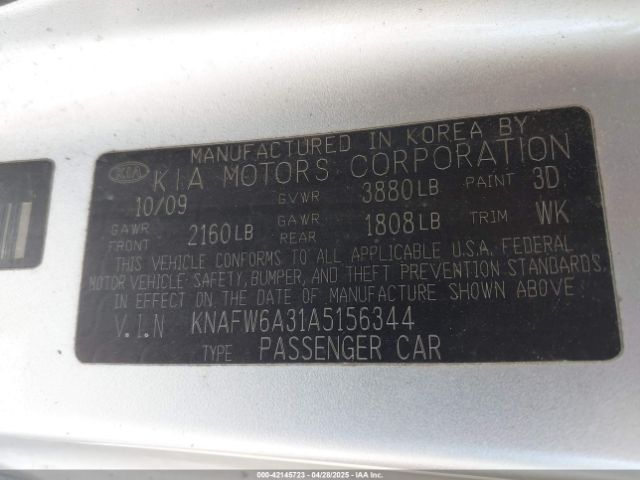 MANUFACTURED IN KOREA BY
KIA KIA MOTORS CORPORATION
10/09 GVWR 3880LB PAINT 3D
GAWR FRONT 2160LB GAWR REAR 1808LB TRIM WK
THIS VEHICLE CONFORMS TO ALL APPLICABLE U.S.A. FEDERAL
MOTOR VEHICLE SAFETY, BUMPER, AND THEFT PREVENTION STANDARDS
IN EFFECT ON THE DATE OF MANUFACTURE SHOWN ABOVE.
V.I.N KNAFW6A31A5156344
TYPE PASSENGER CAR
000-42145723 - 04/28/2025 - IAAI.COM